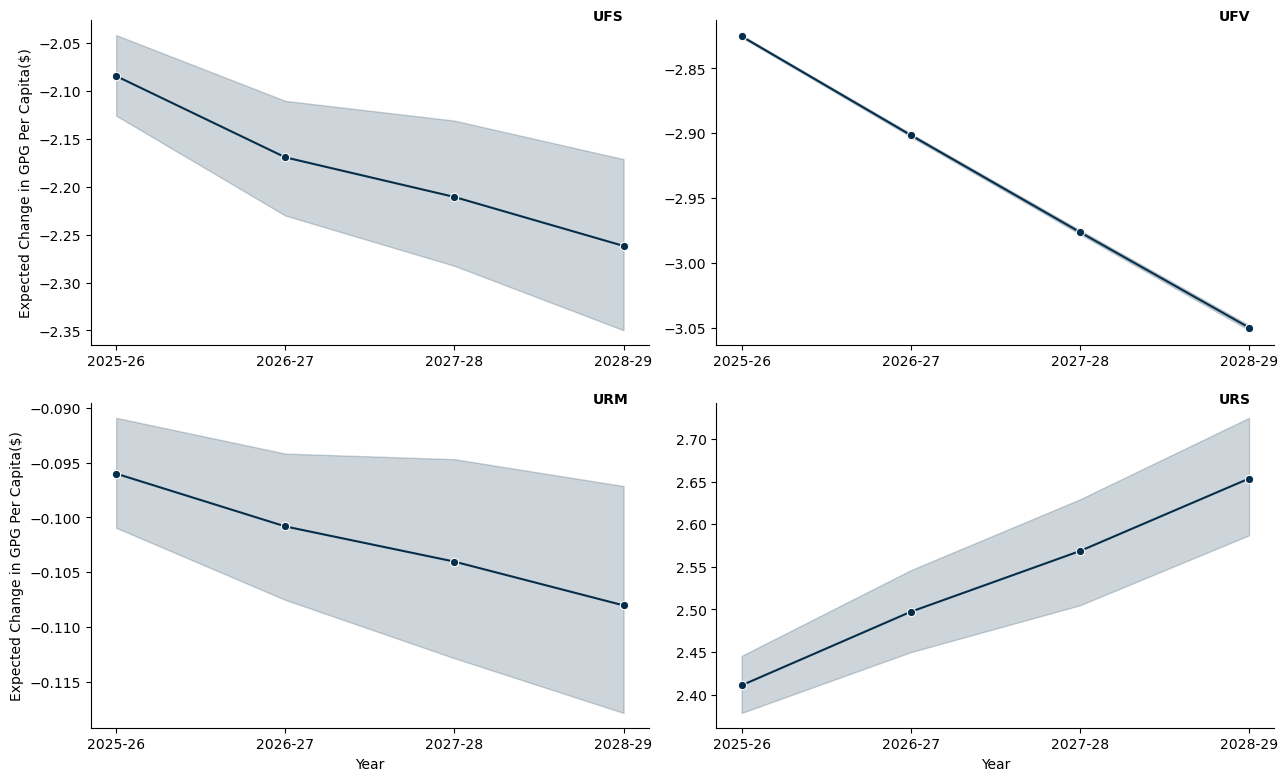 UFS
Expected Change in GPG Per Capita($)
−2.05
−2.10
−2.15
−2.20
−2.25
−2.30
−2.35
2025-26 2026-27 2027-28 2028-29
UFV
−2.85
−2.90
−2.95
−3.00
−3.05
2025-26 2026-27 2027-28 2028-29
URM
Expected Change in GPG Per Capita($)
−0.090
−0.095
−0.100
−0.105
−0.110
−0.115
2025-26 2026-27 2027-28 2028-29
Year
URS
2.70
2.65
2.60
2.55
2.50
2.45
2.40
2025-26 2026-27 2027-28 2028-29
Year